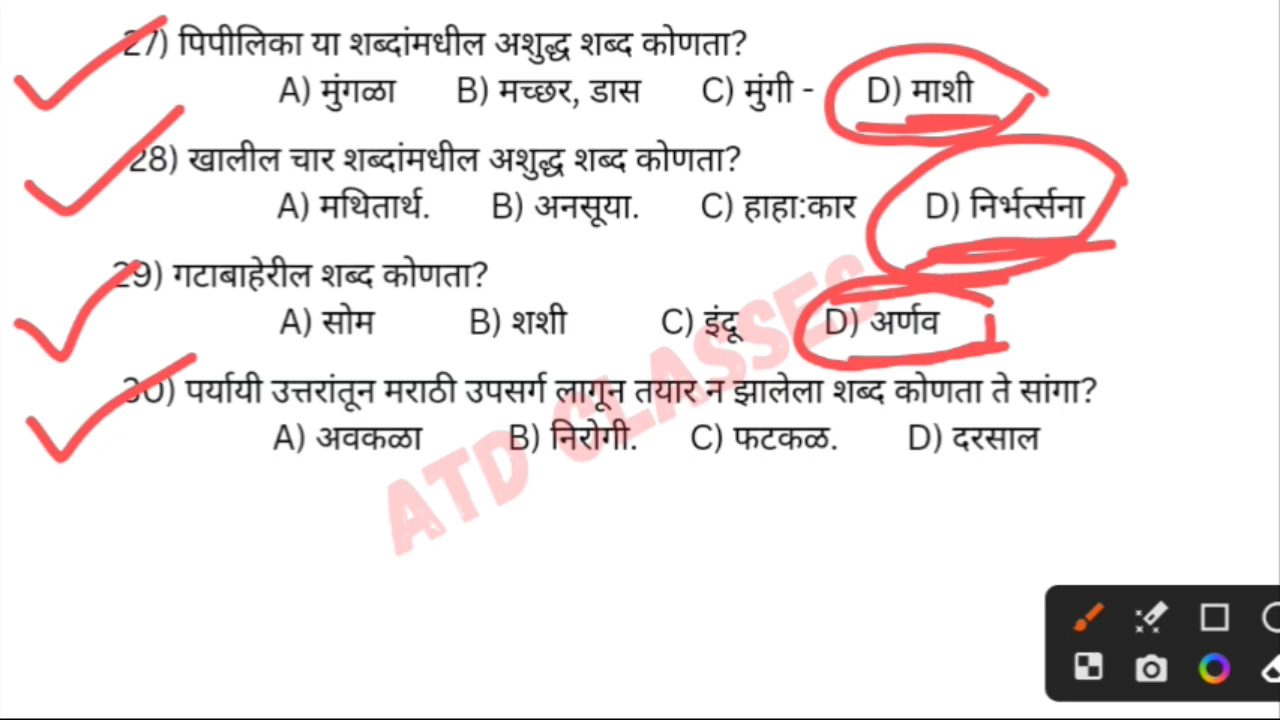 27) पिपीलिका या शब्दांमधील अशुद्ध शब्द कोणता?
A) मुंगळा B) मच्छर, डास C) मुंगी - D) माशी
28) खालील चार शब्दांमधील अशुद्ध शब्द कोणता?
A) मथितार्थ. B) अनसूया. C) हाहा:कार D) निर्भर्त्सना
29) गटाबाहेरील शब्द कोणता?
A) सोम B) शशी C) इंदू D) अर्णव
30) पर्यायी उत्तरांतून मराठी उपसर्ग लागून तयार न झालेला शब्द कोणता ते सांगा?
A) अवकळा B) निरोगी. C) फटकळ. D) दरसाल
ATD CLASSES